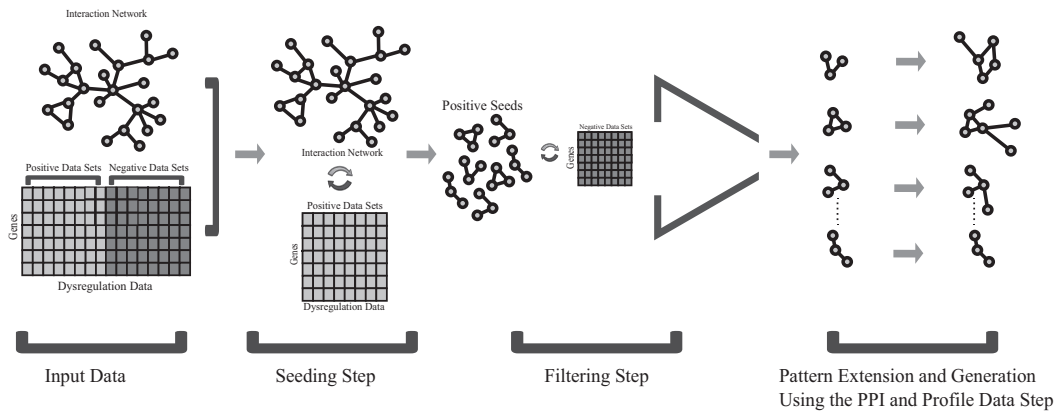 Interaction Network
Positive Data Sets
Negative Data Sets
Genes
Dysregulation Data
Input Data
Interaction Network
Positive Data Sets
Genes
Dysregulation Data
Seeding Step
Positive Seeds
Negative Data Sets
Genes
Filtering Step
Pattern Extension and Generation
Using the PPI and Profile Data Step